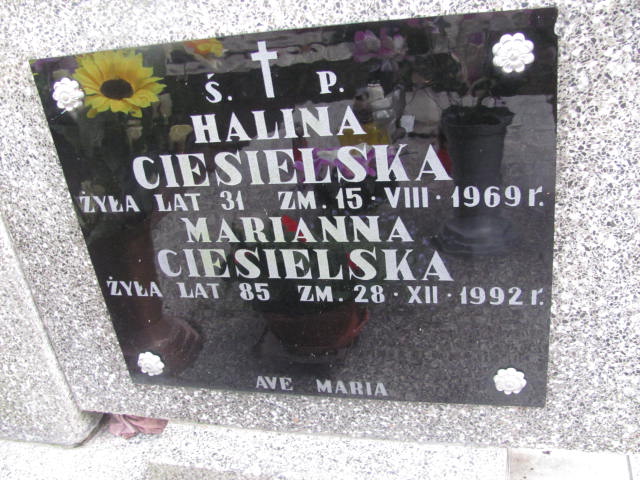 Ś. P.
HALINA
CIESIELSKA
ŻYŁA LAT 31 ZM. 15 · VIII · 1969 r.
MARIANNA
CIESIELSKA
ŻYŁA LAT 85 ZM. 28 · XII · 1992 r.
AVE MARIA